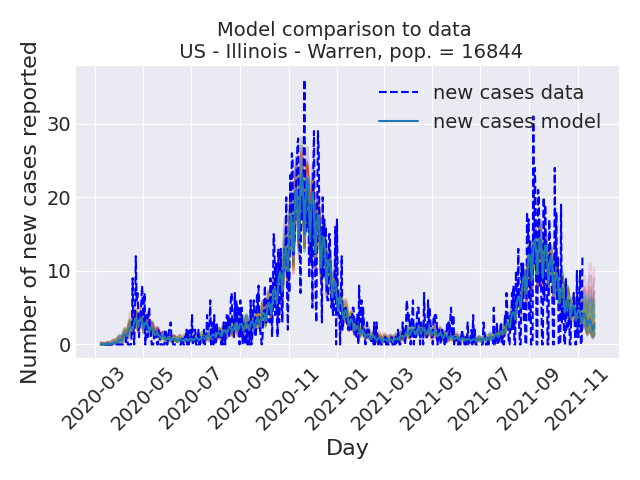 Model comparison to data
US - Illinois - Warren, pop. = 16844
Number of new cases reported
30
20
10
0
new cases data
new cases model
2020-03
2020-05
2020-07
2020-09
2020-11
2021-01
2021-03
2021-05
2021-07
2021-09
2021-11
Day